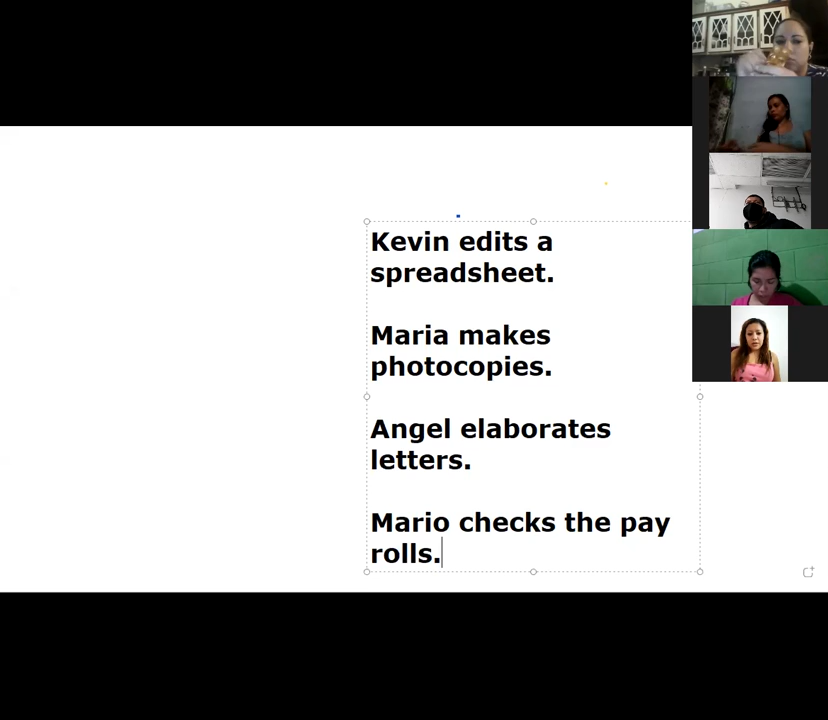 Kevin edits a
spreadsheet.
Maria makes
photocopies.
Angel elaborates
letters.
Mario checks the pay
rolls.